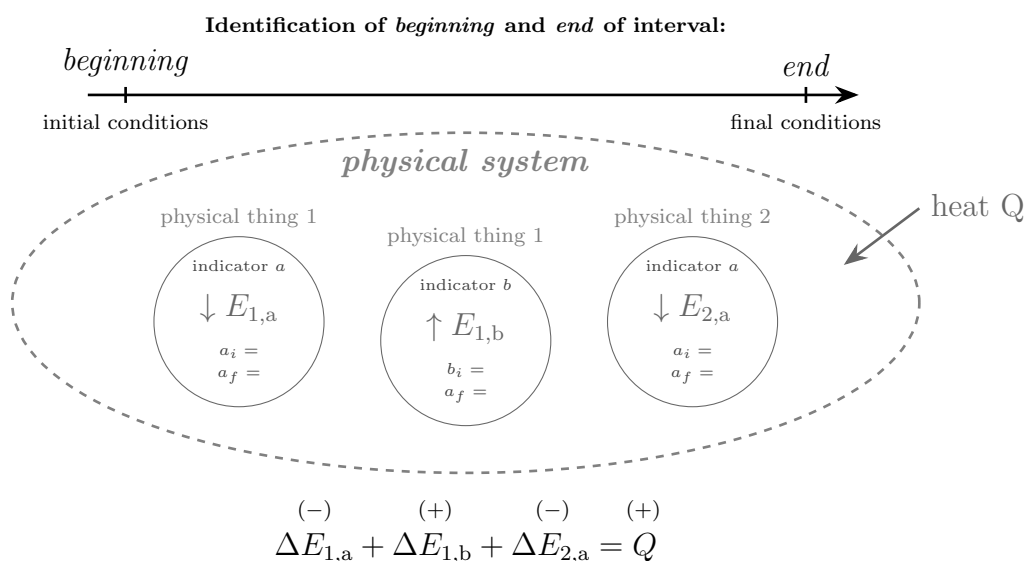 Identification of beginning and end of interval:
beginning
end
initial conditions
final conditions
physical system
heat Q
physical thing 1
indicator a
↓ E1,a
ai =
af =
physical thing 1
indicator b
↑ E1,b
bi =
af =
physical thing 2
indicator a
↓ E2,a
ai =
af =
(−) (+) (−) (+)
ΔE1,a + ΔE1,b + ΔE2,a = Q